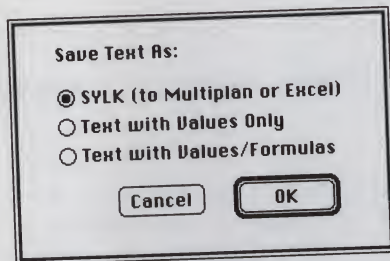 Save Text As:
SYLK (to Multiplan or Excel)
Text with Values Only
Text with Values/Formulas
Cancel
OK